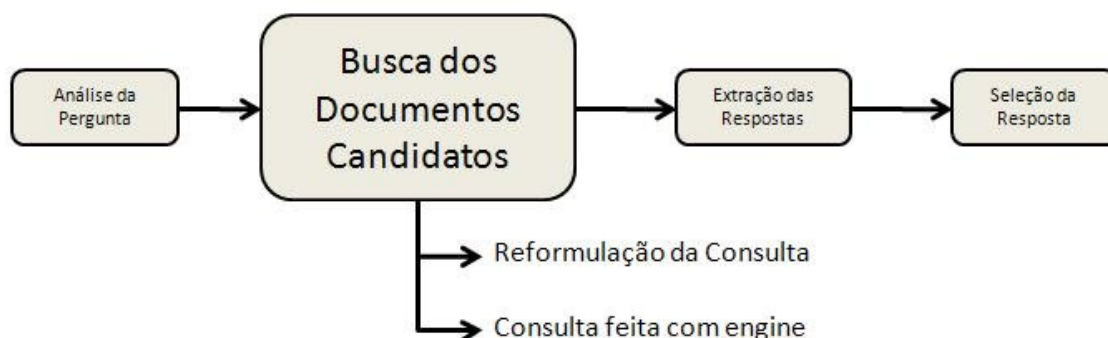 Análise da
Pergunta
Busca dos
Documentos
Candidatos
Extração das
Respostas
Seleção da
Resposta
Reformulação da Consulta
Consulta feita com engine